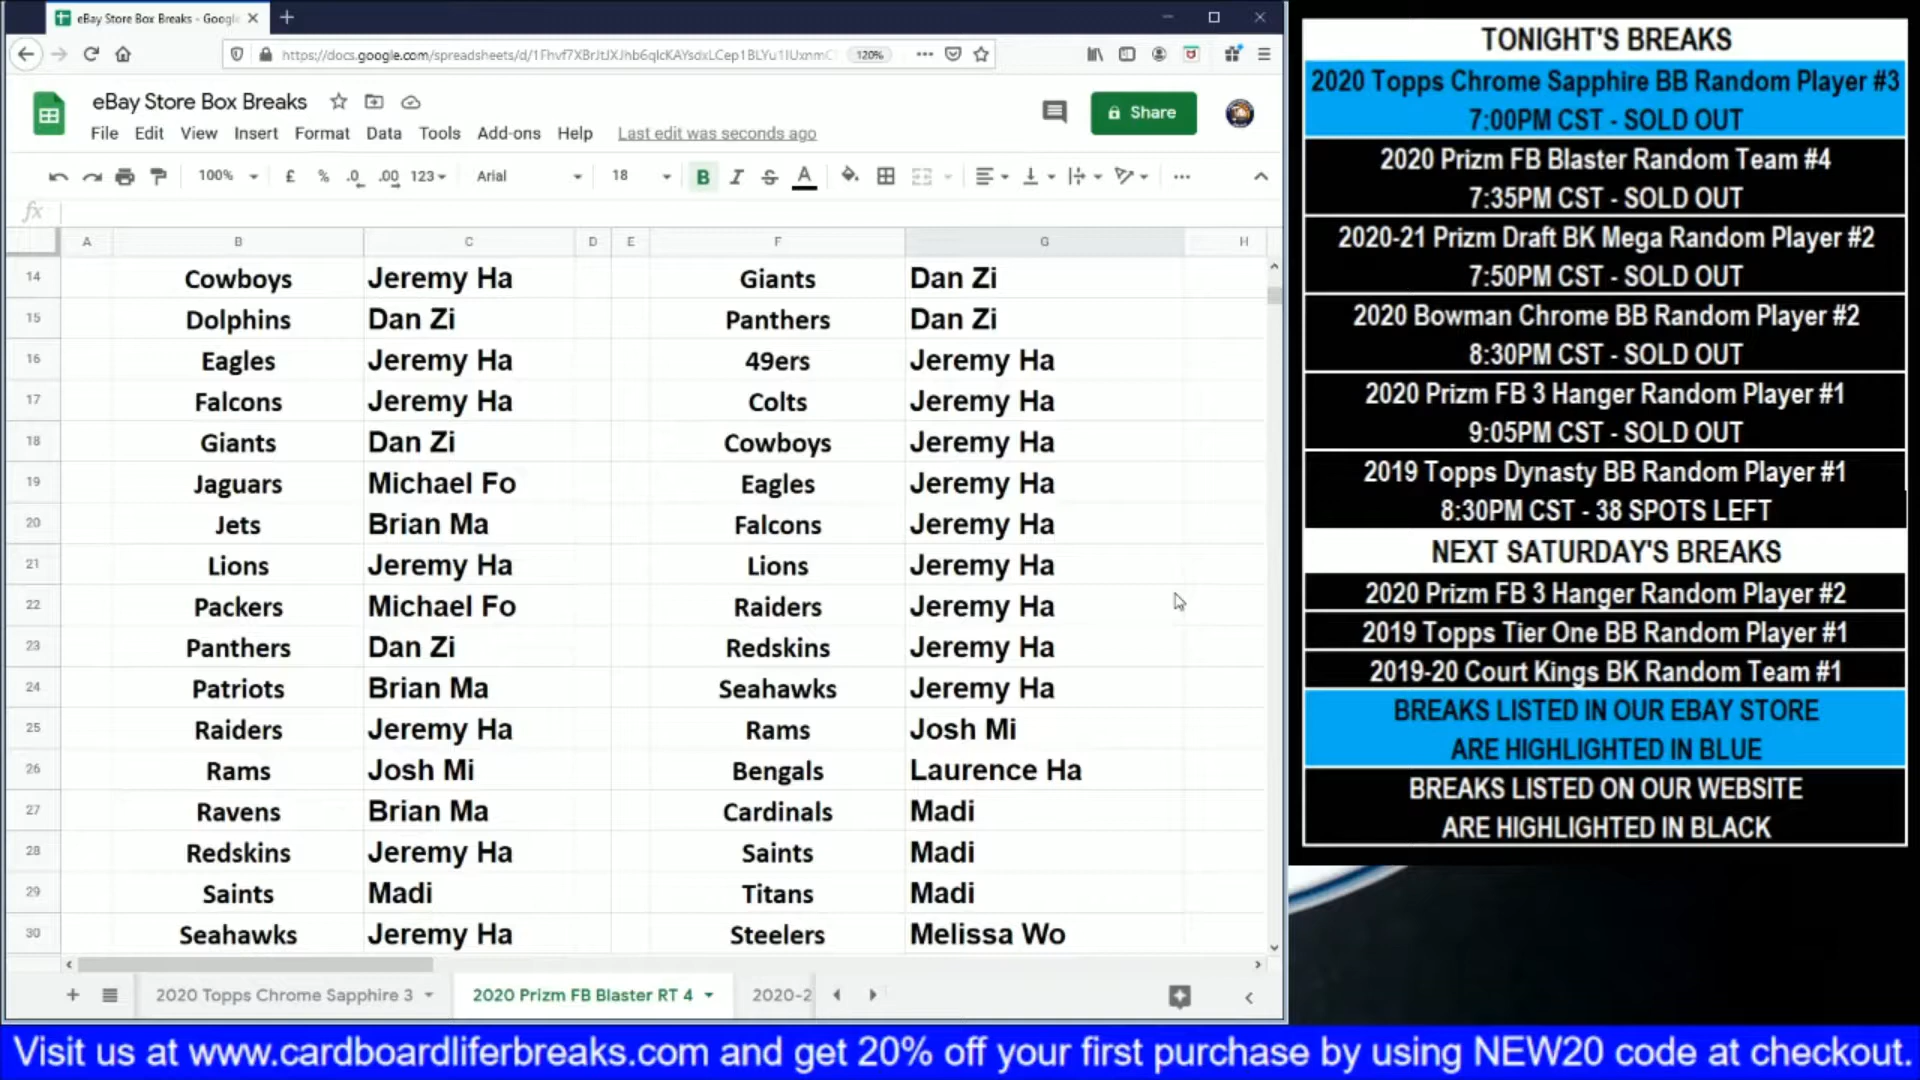 eBay Store Box Breaks - Google
https://docs.google.com/spreadsheets/d/
120%
eBay Store Box Breaks
Share
File Edit View Insert Format Data Tools Add-ons Help Last edit was seconds ago
100% £ % .0 .00 123 Arial 18 B I S A
fx
A B C D E F G H
14 Cowboys Jeremy Ha Giants Dan Zi
15 Dolphins Dan Zi Panthers Dan Zi
16 Eagles Jeremy Ha 49ers Jeremy Ha
17 Falcons Jeremy Ha Colts Jeremy Ha
18 Giants Dan Zi Cowboys Jeremy Ha
19 Jaguars Michael Fo Eagles Jeremy Ha
20 Jets Brian Ma Falcons Jeremy Ha
21 Lions Jeremy Ha Lions Jeremy Ha
22 Packers Michael Fo Raiders Jeremy Ha
23 Panthers Dan Zi Redskins Jeremy Ha
24 Patriots Brian Ma Seahawks Jeremy Ha
25 Raiders Jeremy Ha Rams Josh Mi
26 Rams Josh Mi Bengals Laurence Ha
27 Ravens Brian Ma Cardinals Madi
28 Redskins Jeremy Ha Saints Madi
29 Saints Madi Titans Madi
30 Seahawks Jeremy Ha Steelers Melissa Wo
2020 Topps Chrome Sapphire 3 2020 Prizm FB Blaster RT 4 2020-2
TONIGHT'S BREAKS
2020 Topps Chrome Sapphire BB Random Player #3
7:00PM CST - SOLD OUT
2020 Prizm FB Blaster Random Team #4
7:35PM CST - SOLD OUT
2020-21 Prizm Draft BK Mega Random Player #2
7:50PM CST - SOLD OUT
2020 Bowman Chrome BB Random Player #2
8:30PM CST - SOLD OUT
2020 Prizm FB 3 Hanger Random Player #1
9:05PM CST - SOLD OUT
2019 Topps Dynasty BB Random Player #1
8:30PM CST - 38 SPOTS LEFT
NEXT SATURDAY'S BREAKS
2020 Prizm FB 3 Hanger Random Player #2
2019 Topps Tier One BB Random Player #1
2019-20 Court Kings BK Random Team #1
BREAKS LISTED IN OUR EBAY STORE
ARE HIGHLIGHTED IN BLUE
BREAKS LISTED ON OUR WEBSITE
ARE HIGHLIGHTED IN BLACK
Visit us at www.cardboardliferbreaks.com and get 20% off your first purchase by using NEW20 code at checkout.